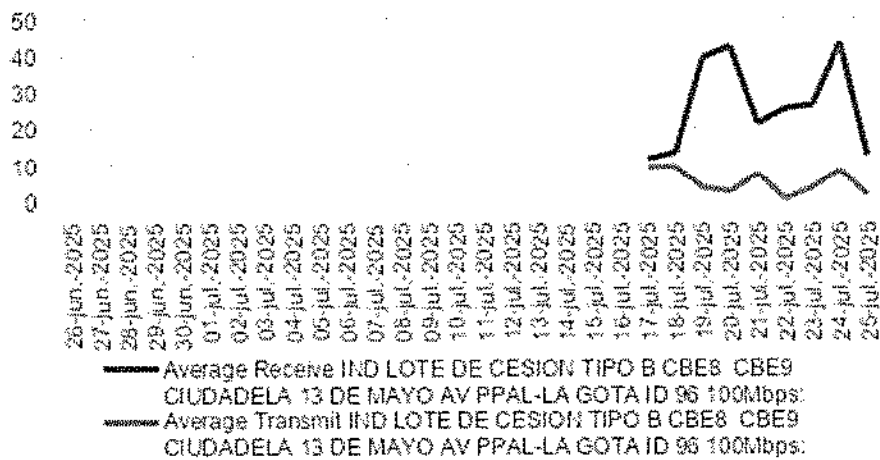 50
40
30
20
10
0
26-jun.-2025
27-jun.-2025
28-jun.-2025
29-jun.-2025
30-jun.-2025
01-jul.-2025
02-jul.-2025
03-jul.-2025
04-jul.-2025
05-jul.-2025
06-jul.-2025
07-jul.-2025
08-jul.-2025
09-jul.-2025
10-jul.-2025
11-jul.-2025
12-jul.-2025
13-jul.-2025
14-jul.-2025
15-jul.-2025
16-jul.-2025
17-jul.-2025
18-jul.-2025
19-jul.-2025
20-jul.-2025
21-jul.-2025
22-jul.-2025
23-jul.-2025
24-jul.-2025
25-jul.-2025
Average Receive IND LOTE DE CESION TIPO B CBE8 CBE9
CIUDADELA 13 DE MAYO AV PPAL-LA GOTA ID 96 100Mbps:
Average Transmit IND LOTE DE CESION TIPO B CBE8 CBE9
CIUDADELA 13 DE MAYO AV PPAL-LA GOTA ID 96 100Mbps: